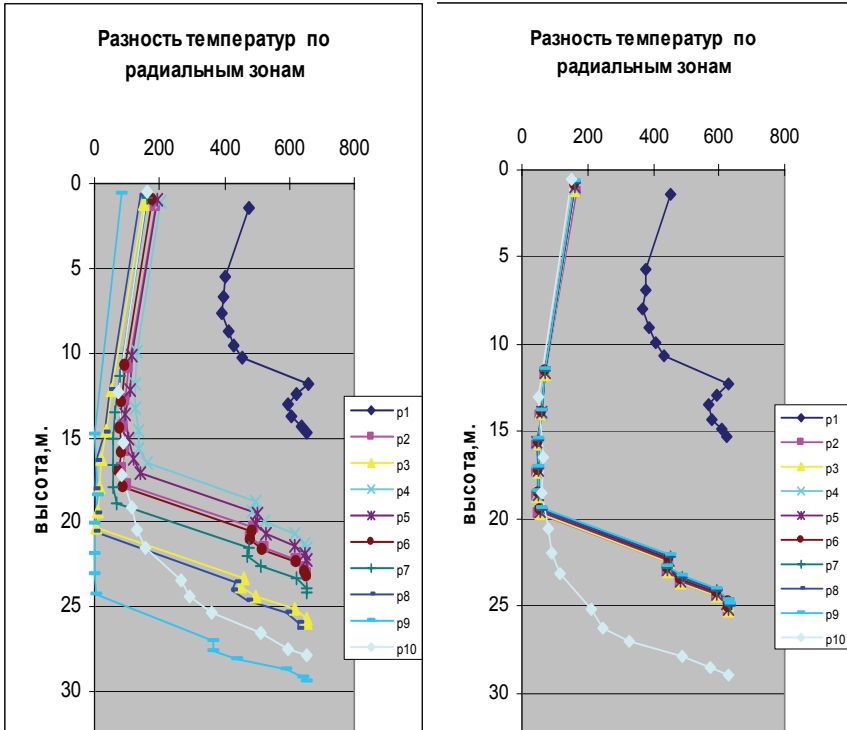 Разность температур по
радиальным зонам
0 200 400 600 800
0
5
10
15
20
25
30
высота,м.
p1
p2
p3
p4
p5
p6
p7
p8
p9
p10
Разность температур по
радиальным зонам
0 200 400 600 800
0
5
10
15
20
25
30
высота,м.
p1
p2
p3
p4
p5
p6
p7
p8
p9
p10